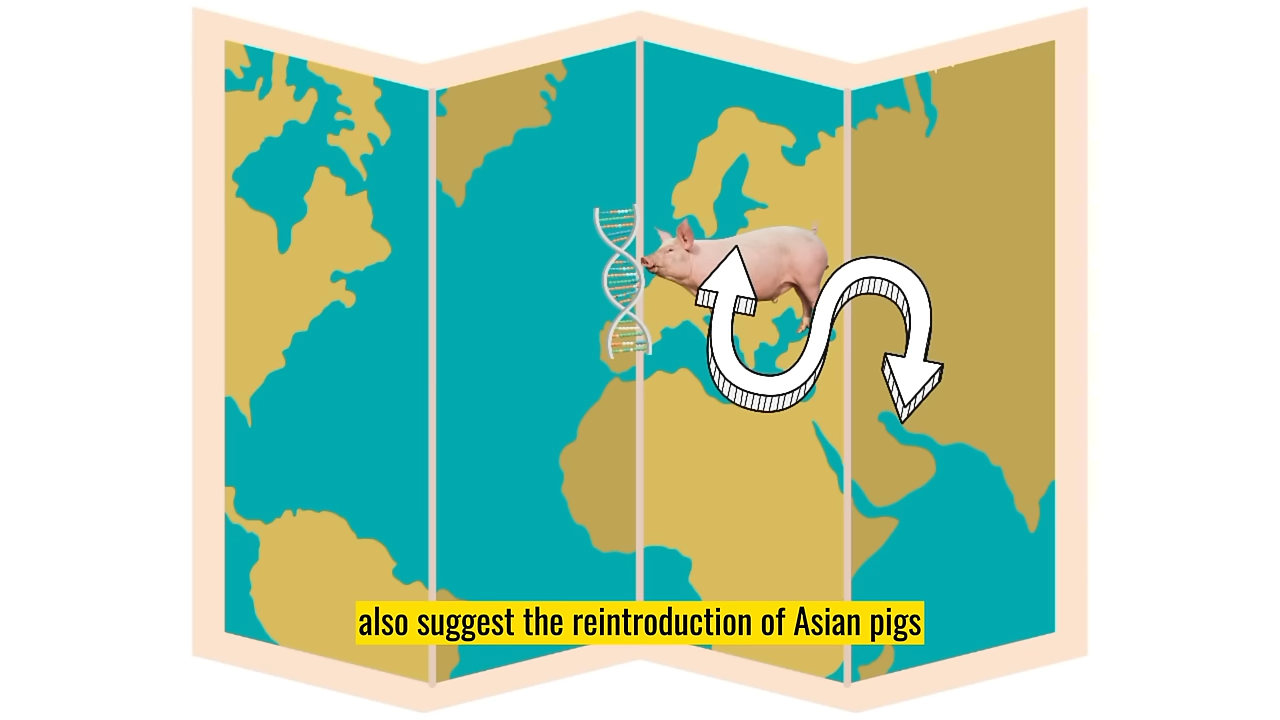 also suggest the reintroduction of Asian pigs